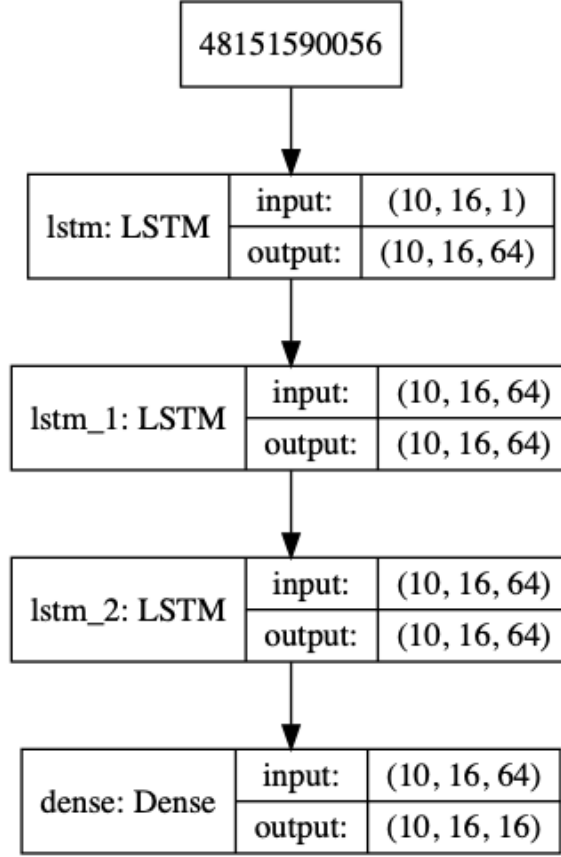 48151590056
lstm: LSTM
input:
(10, 16, 1)
output:
(10, 16, 64)
lstm_1: LSTM
input:
(10, 16, 64)
output:
(10, 16, 64)
lstm_2: LSTM
input:
(10, 16, 64)
output:
(10, 16, 64)
dense: Dense
input:
(10, 16, 64)
output:
(10, 16, 16)